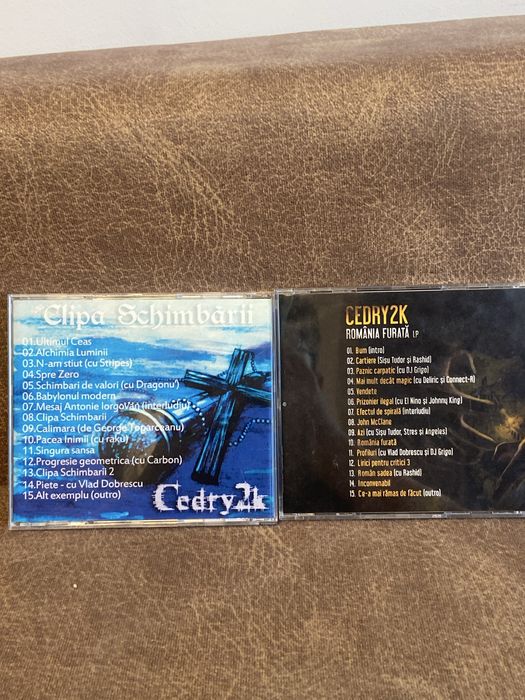 Clipa Schimbării
01.Ultimul Ceas
02.Alchimia Luminii
03.N-am stiut (cu Stripes)
04.Spre Zero
05.Schimbari de valori (cu Dragonu')
06.Babylonul modern
07.Mesaj Antonie IorgoVan (interludiu)
08.Clipa Schimbarii
09.Calimara (de George Toparceanu)
10.Pacea Inimii (cu raku)
11.Singura sansa
12.Progresie geometrica (cu Carbon)
13.Clipa Schimbarii 2
14.Piete - cu Vlad Dobrescu
15.Alt exemplu (outro)
Cedry2k
CEDRY2K
ROMÂNIA FURATĂ LP
01. Bum (intro)
02. Cartiere (Sișu Tudor și Rashid)
03. Paznic carpatic (cu DJ Grigo)
04. Mai mult decât magic (cu Deliric și Connect-R)
05. Vendete
06. Prizonier ilegal (cu El Nino și Johnny King)
07. Efectul de spirală (interludiu)
08. John McClane
09. Azi (cu Sișu Tudor, Stres și Angeles)
10. România furată
11. Profiluri (cu Vlad Dobrescu și DJ Grigo)
12. Lirici pentru critici 3
13. Român sadea (cu Rashid)
14. Inconvenabil
15. Ce-a mai rămas de făcut (outro)